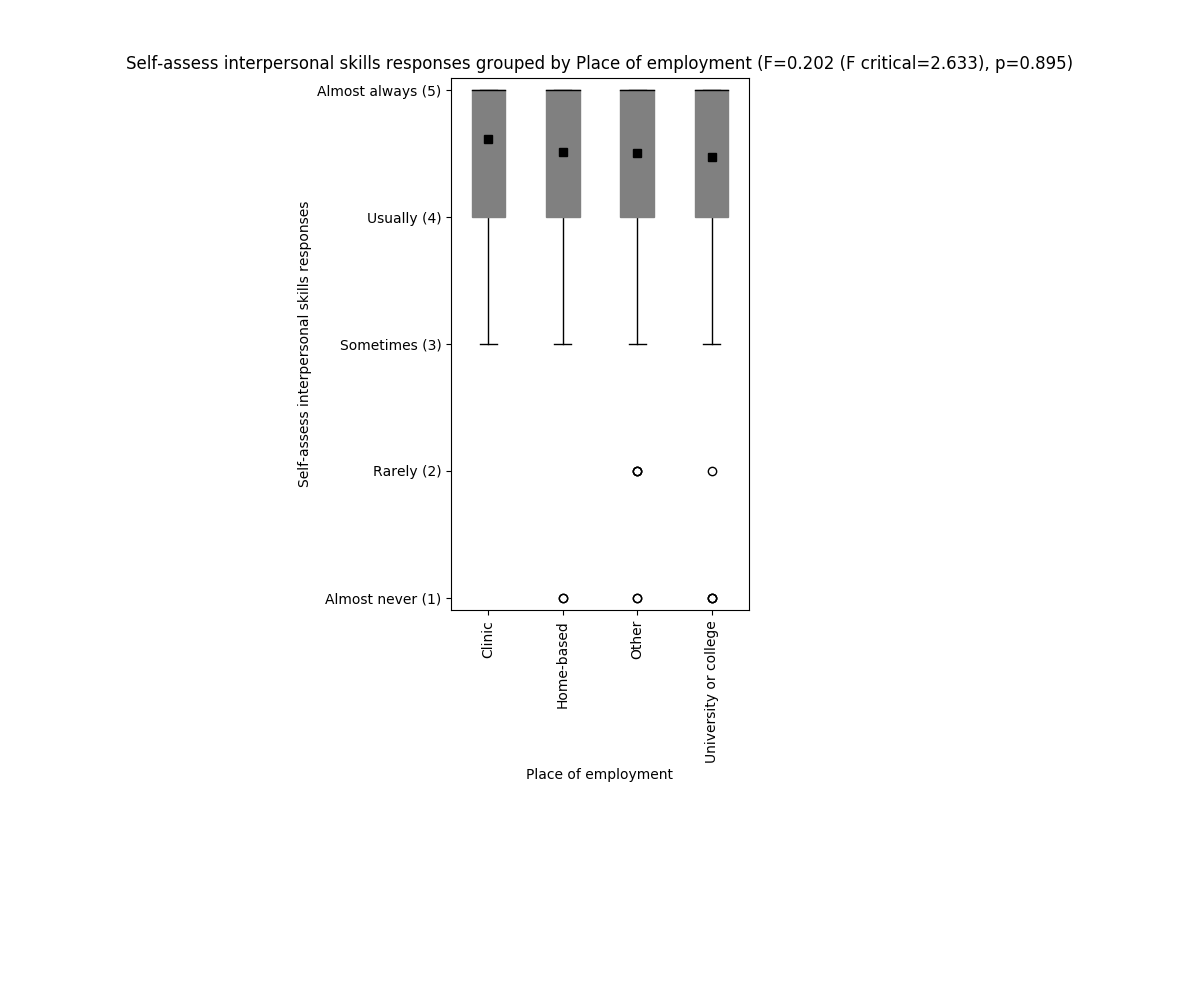 Self-assess interpersonal skills responses grouped by Place of employment (F=0.202 (F critical=2.633), p=0.895)
Almost always (5)
Usually (4)
Sometimes (3)
Rarely (2)
Almost never (1)
Self-assess interpersonal skills responses
Clinic
Home-based
Other
University or college
Place of employment